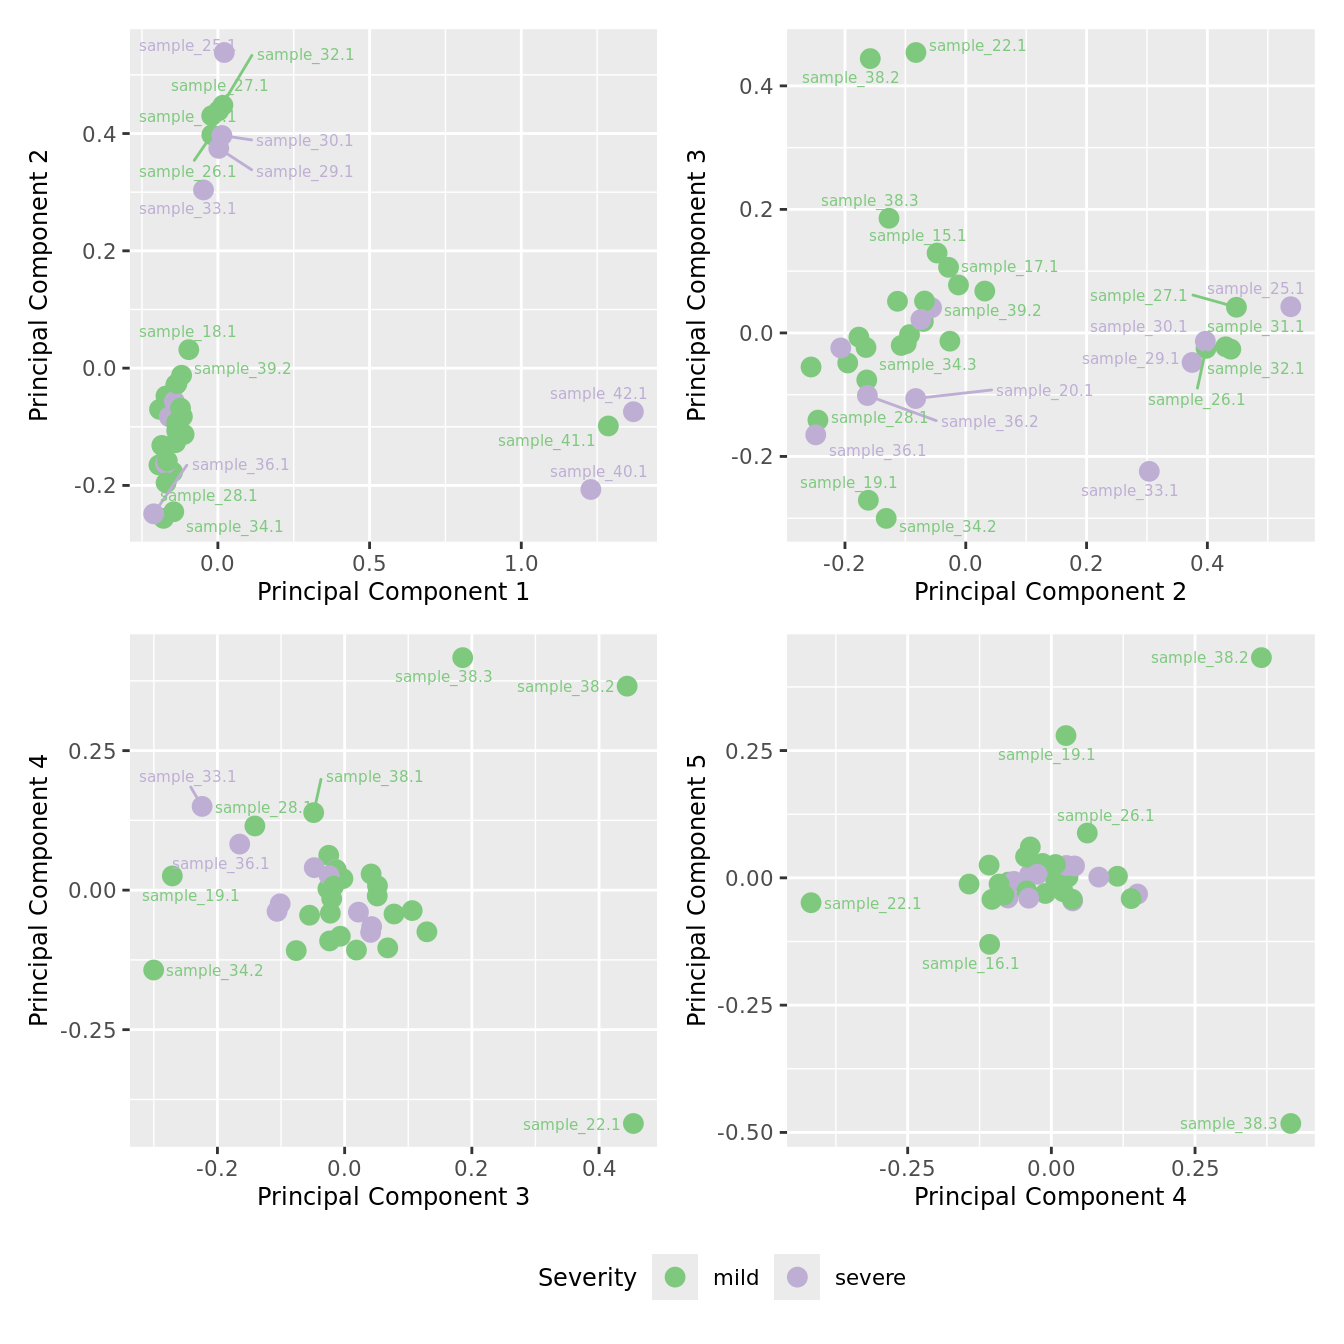 sample_25.1
sample_32.1
sample_27.1
sample_30.1
sample_26.1
sample_29.1
sample_33.1
sample_18.1
sample_39.2
sample_42.1
sample_41.1
sample_36.1
sample_40.1
sample_28.1
sample_34.1
0.4
0.2
0.0
-0.2
0.0 0.5 1.0
Principal Component 1
Principal Component 2
sample_22.1
sample_38.2
sample_38.3
sample_15.1
sample_17.1
sample_25.1
sample_27.1
sample_39.2
sample_30.1
sample_31.1
sample_29.1
sample_34.3
sample_32.1
sample_20.1
sample_26.1
sample_28.1
sample_36.2
sample_36.1
sample_19.1
sample_33.1
sample_34.2
0.4
0.2
0.0
-0.2
-0.2 0.0 0.2 0.4
Principal Component 2
Principal Component 3
sample_38.3
sample_38.2
sample_33.1
sample_38.1
sample_28.1
sample_36.1
sample_19.1
sample_34.2
sample_22.1
0.25
0.00
-0.25
-0.2 0.0 0.2 0.4
Principal Component 3
Principal Component 4
sample_38.2
sample_19.1
sample_26.1
sample_22.1
sample_16.1
sample_38.3
0.25
0.00
-0.25
-0.50
-0.25 0.00 0.25
Principal Component 4
Principal Component 5
Severity mild severe